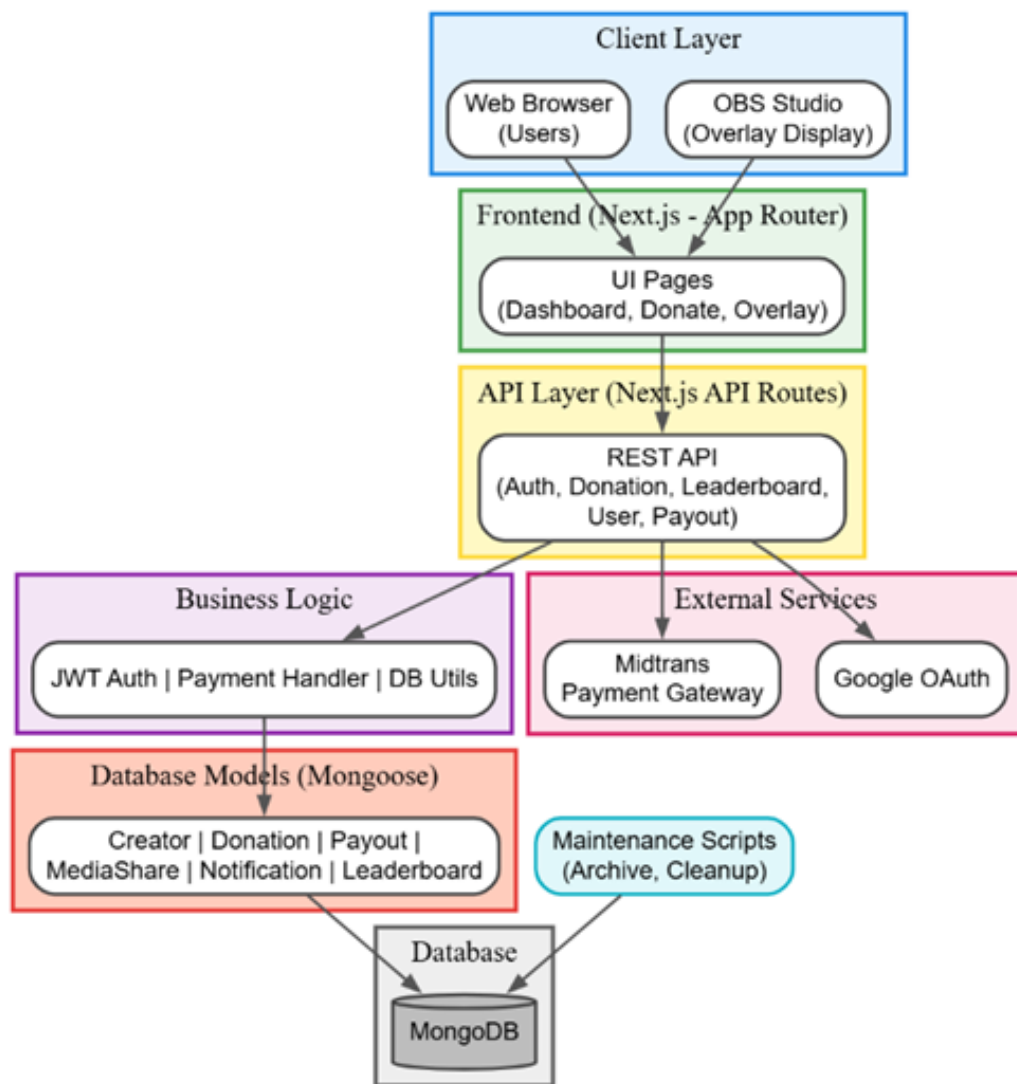 Client Layer
Web Browser
(Users)
OBS Studio
(Overlay Display)
Frontend (Next.js - App Router)
UI Pages
(Dashboard, Donate, Overlay)
API Layer (Next.js API Routes)
REST API
(Auth, Donation, Leaderboard,
User, Payout)
Business Logic
JWT Auth | Payment Handler | DB Utils
External Services
Midtrans
Payment Gateway
Google OAuth
Database Models (Mongoose)
Creator | Donation | Payout |
MediaShare | Notification | Leaderboard
Maintenance Scripts
(Archive, Cleanup)
Database
MongoDB